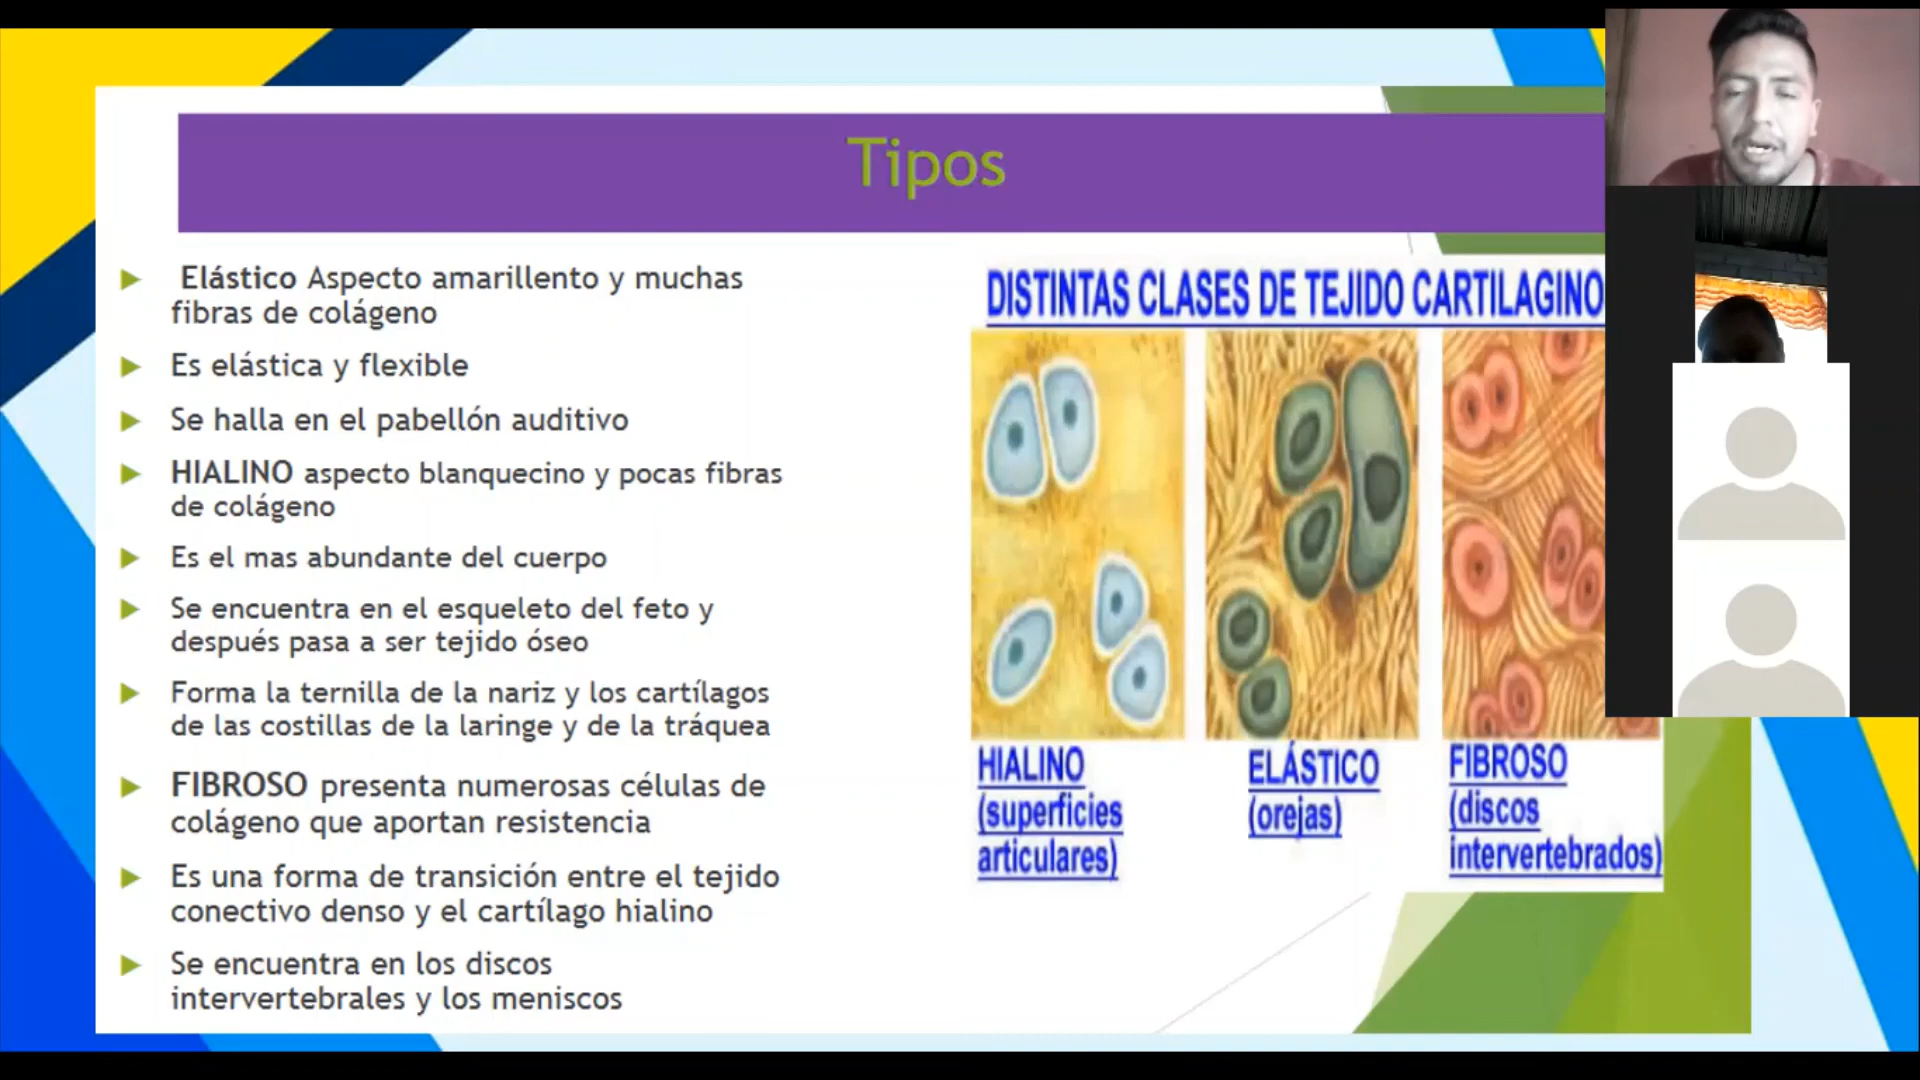 Tipos
Elástico Aspecto amarillento y muchas
fibras de colágeno
Es elástica y flexible
Se halla en el pabellón auditivo
HIALINO aspecto blanquecino y pocas fibras
de colágeno
Es el mas abundante del cuerpo
Se encuentra en el esqueleto del feto y
después pasa a ser tejido óseo
Forma la ternilla de la nariz y los cartílagos
de las costillas de la laringe y de la tráquea
FIBROSO presenta numerosas células de
colágeno que aportan resistencia
Es una forma de transición entre el tejido
conectivo denso y el cartílago hialino
Se encuentra en los discos
intervertebrales y los meniscos
DISTINTAS CLASES DE TEJIDO CARTILAGINO
HIALINO
(superficies
articulares)
ELÁSTICO
(orejas)
FIBROSO
(discos
intervertebrados)